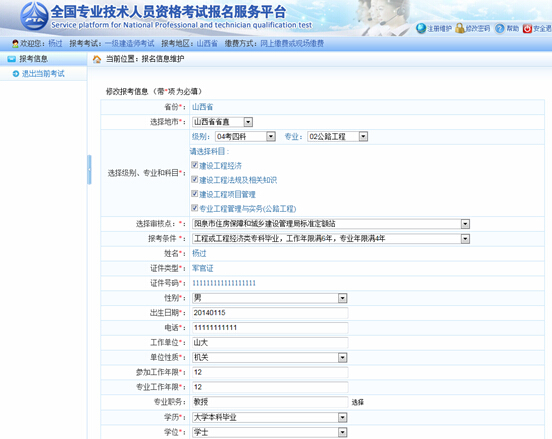 全国专业技术人员资格考试报名服务平台
Service platform for National Professional and technician qualification test
注册维护 修改密码 帮助 安全退
欢迎您: 杨过 报考考试: 一级建造师考试 报考地区: 山西省 缴费方式: 网上缴费或现场缴费
报考信息
当前位置: 报名信息维护
退出当前考试
修改报考信息 (带*项为必填)
省份*: 山西省
选择地市*: 山西省省直
级别: 04考四科 专业: 02公路工程
请选择科目:
选择级别、专业和科目*:
建设工程经济
建设工程法规及相关知识
建设工程项目管理
专业工程管理与实务(公路工程)
选择审核点: *: 阳泉市住房保障和城乡建设管理局标准定额站
报考条件 *: 工程或工程经济类专科毕业, 工作年限满6年, 专业年限满4年
姓名*: 杨过
证件类型*: 军官证
证件号码*: 111111111111111111
性别*: 男
出生日期*: 20140115
电话*: 11111111111
工作单位*: 山大
单位性质*: 机关
参加工作年限*: 12
专业工作年限*: 12
专业职务: 教授 选择
学历*: 大学本科毕业
学位*: 学士